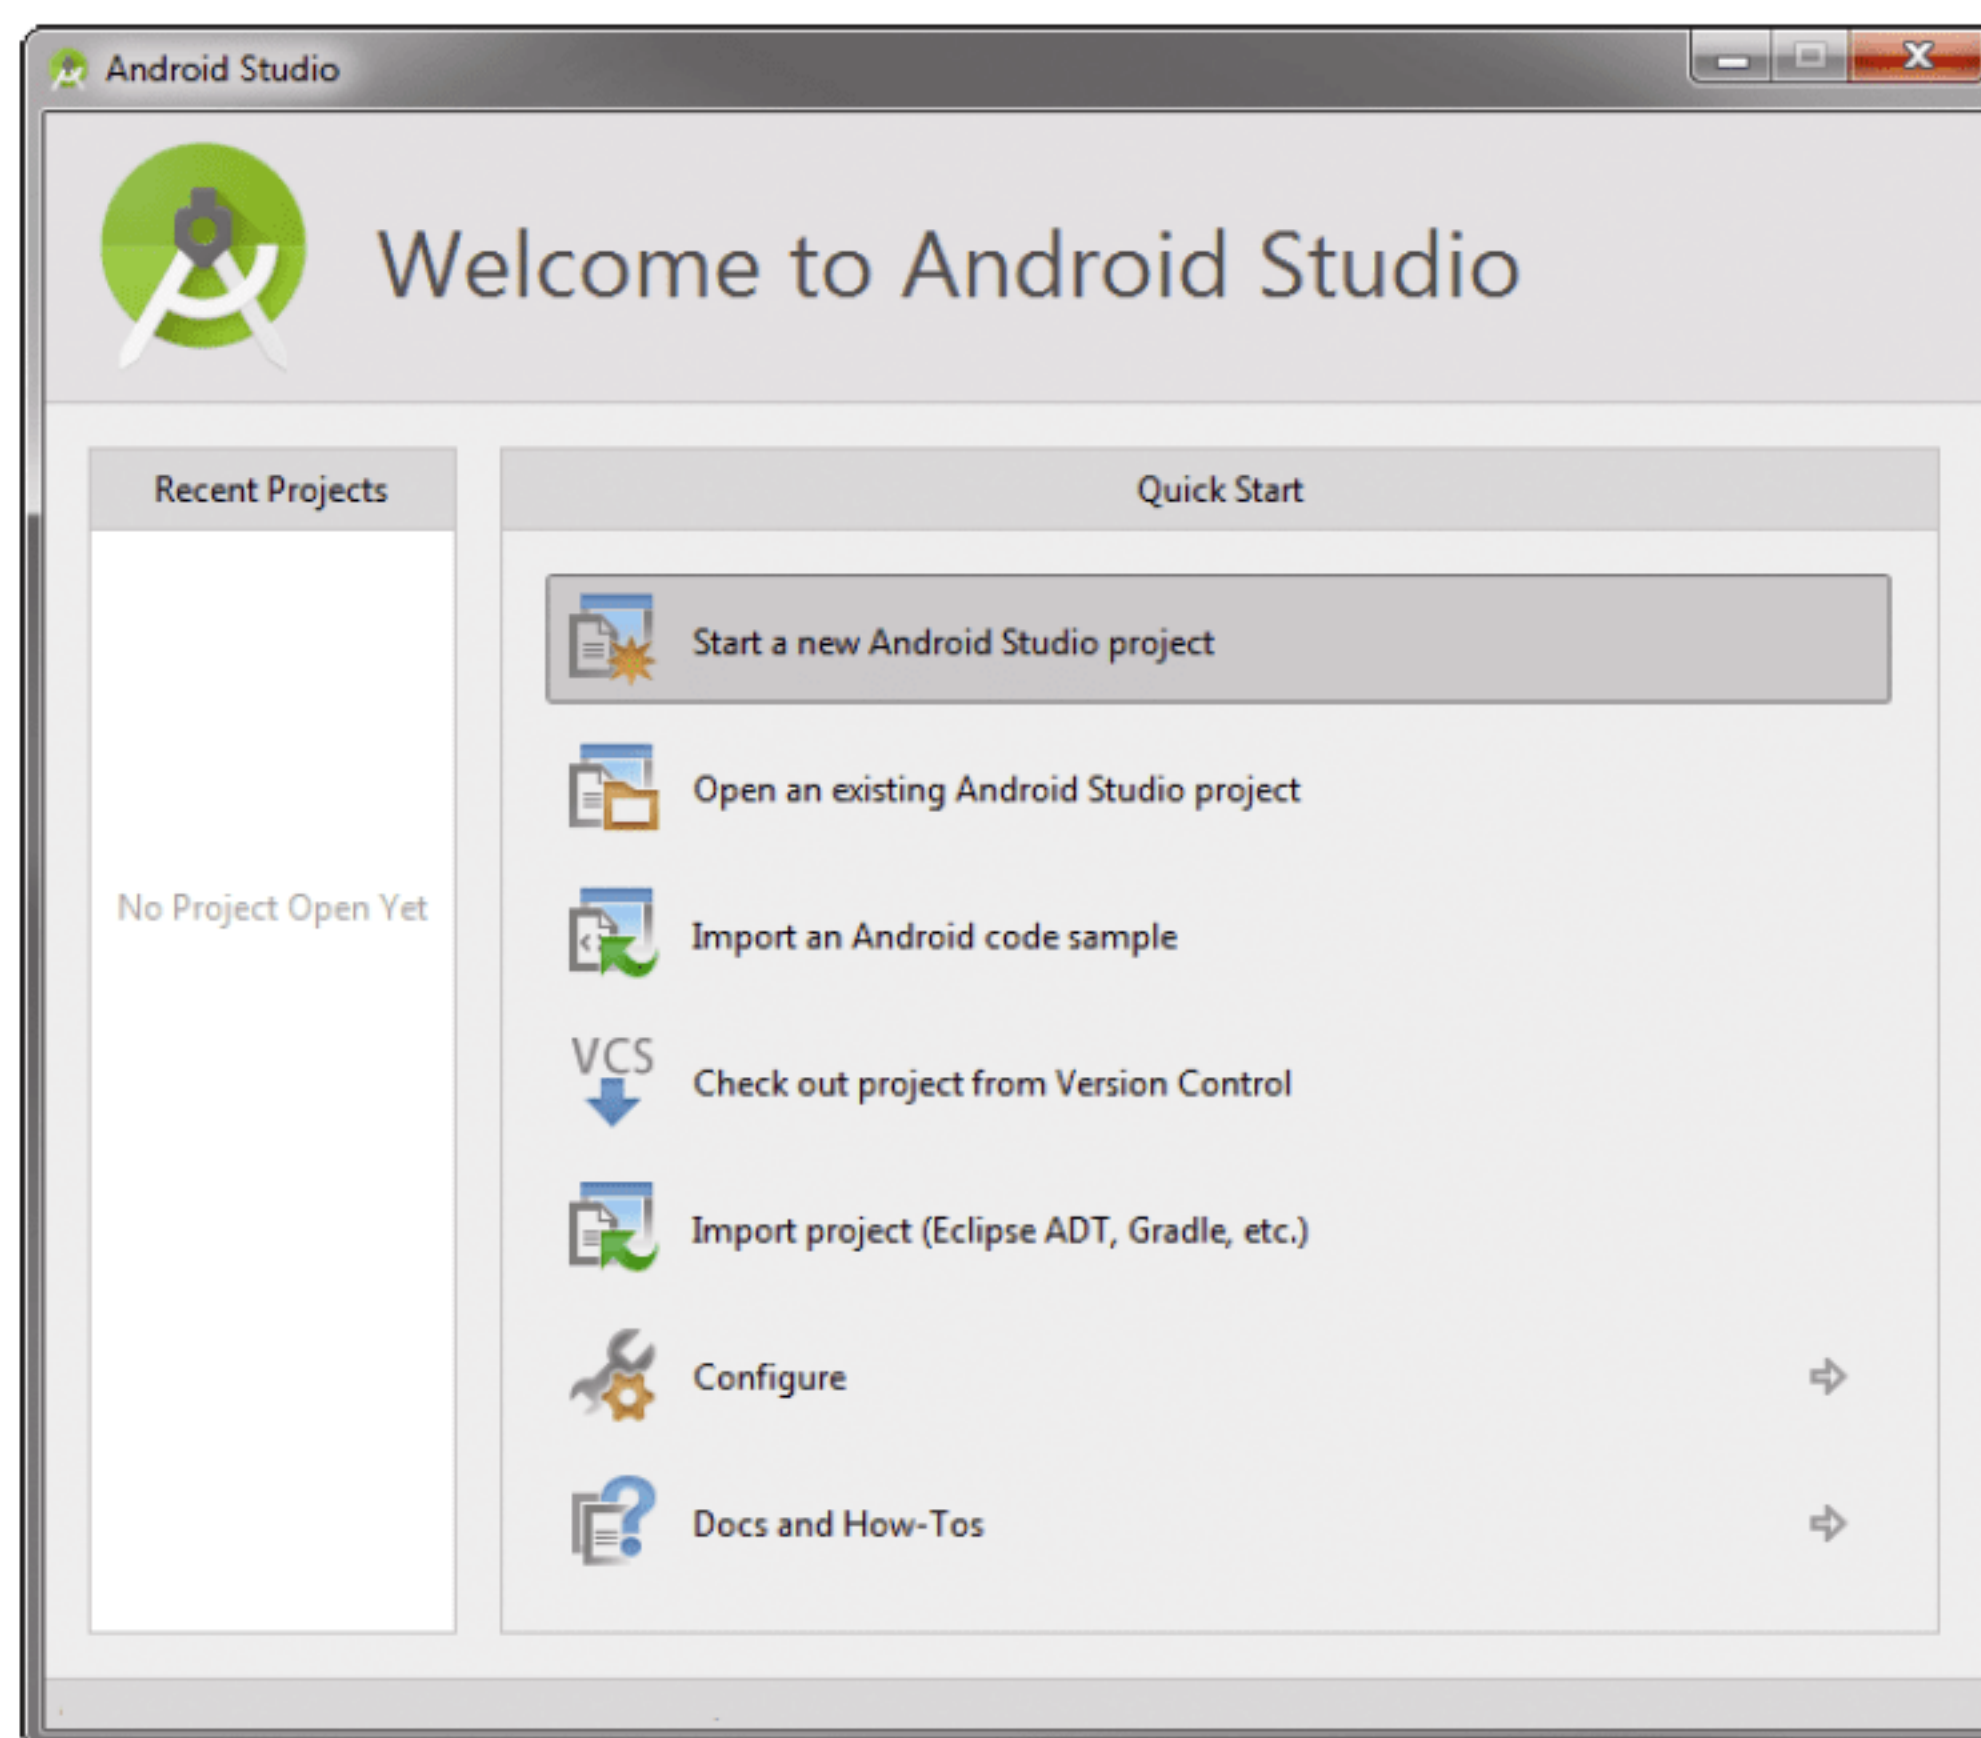 Android Studio
Welcome to Android Studio
Recent Projects
No Project Open Yet
Quick Start
Start a new Android Studio project
Open an existing Android Studio project
Import an Android code sample
VCS
Check out project from Version Control
Import project (Eclipse ADT, Gradle, etc.)
Configure
Docs and How-Tos